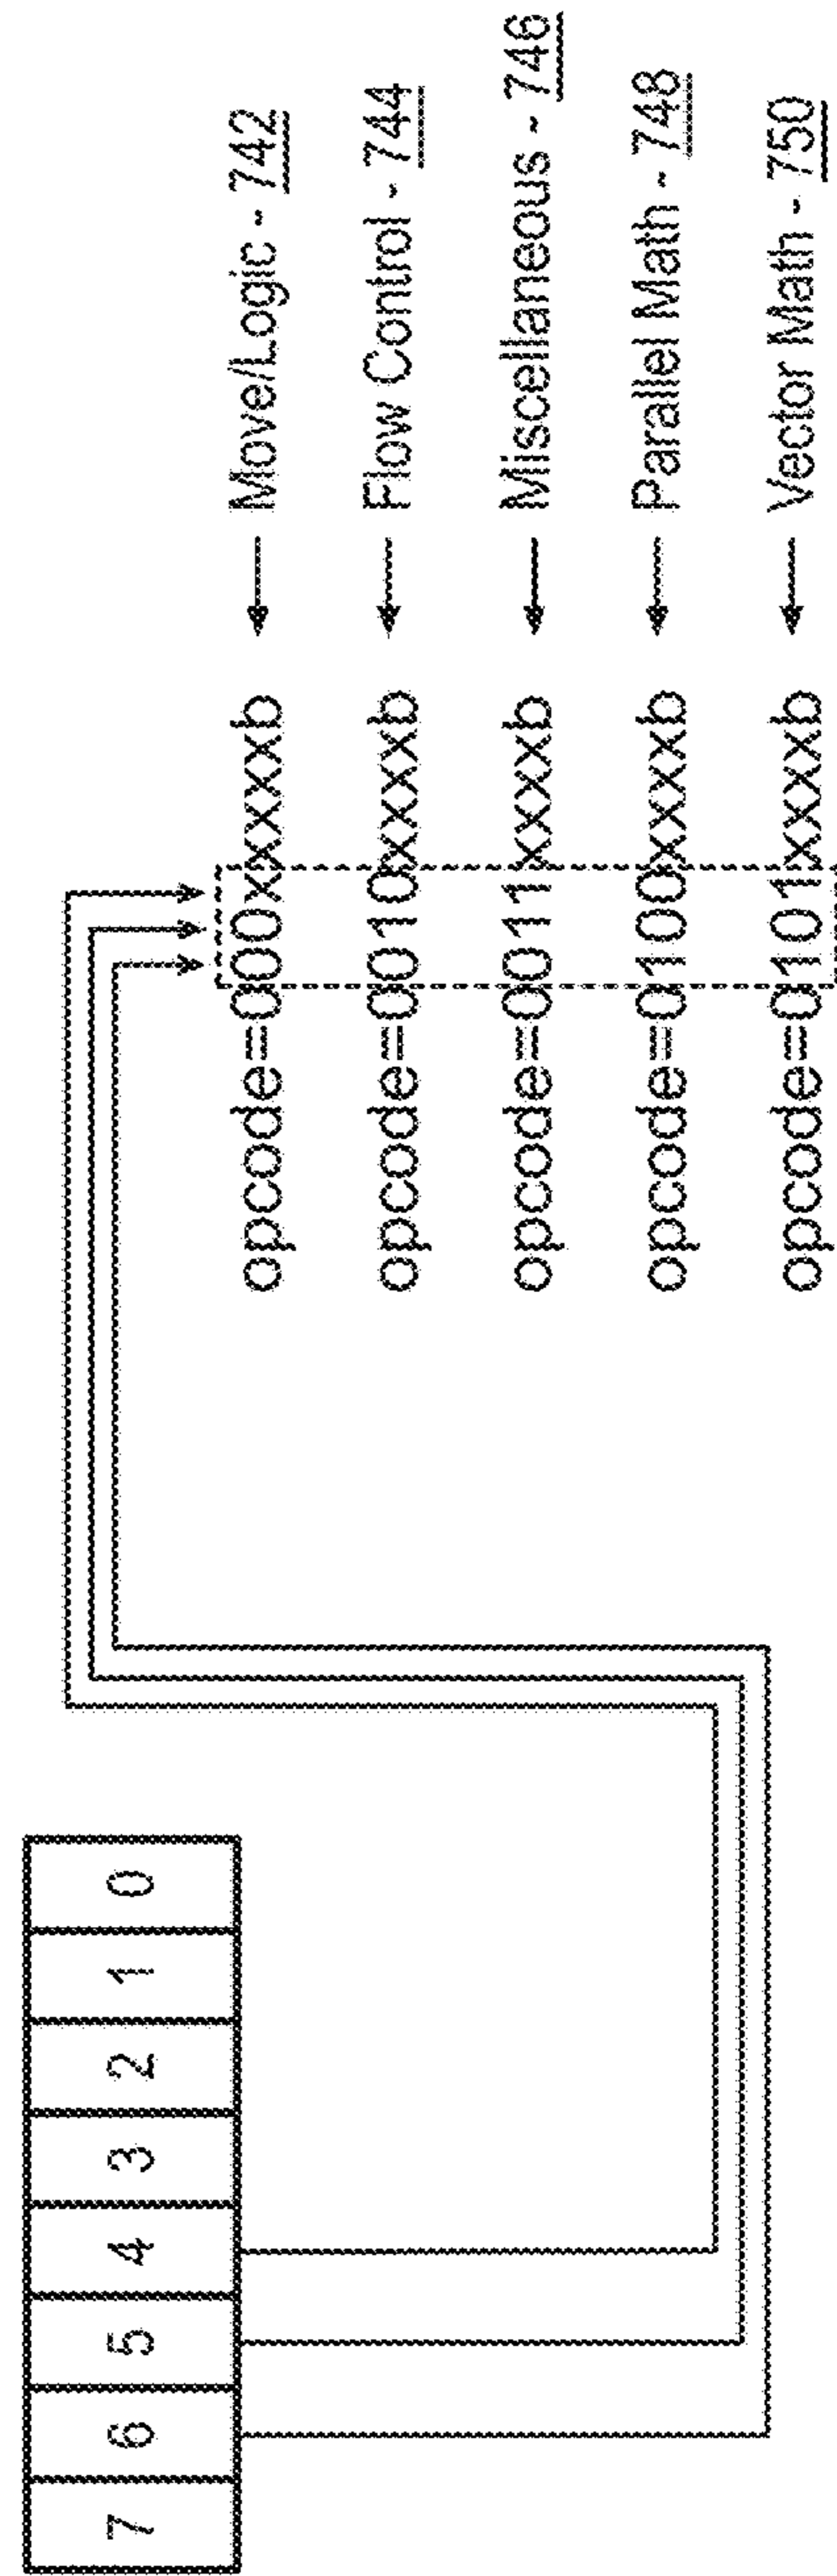 7 6 5 4 3 2 1 0
opcode=000xxxxxb ← Move/Logic - 742
opcode=0010xxxxb ← Flow Control - 744
opcode=0011xxxxb ← Miscellaneous - 746
opcode=0100xxxxb ← Parallel Math - 748
opcode=0101xxxxb ← Vector Math - 750